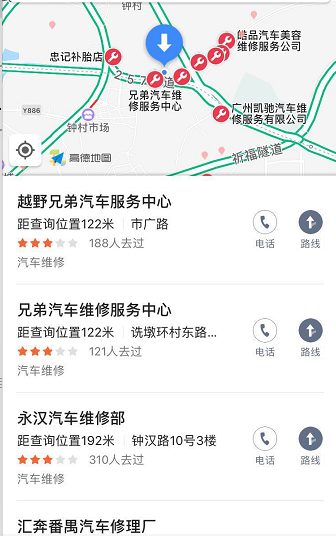 钟村
皓品汽车美容
维修服务公司
忠记补胎店
257
道
兄弟汽车维
修服务中心
Y886
广州凯驰汽车维
修服务有限公司
钟村市场
祈福隧道
高德地图
越野兄弟汽车服务中心
距查询位置122米 市广路
188人去过
汽车维修
电话 路线
兄弟汽车维修服务中心
距查询位置122米 诜墩环村东路...
121人去过
汽车维修
电话 路线
永汉汽车维修部
距查询位置192米 钟汉路10号3楼
310人去过
汽车维修
电话 路线
汇奔番禺汽车修理厂